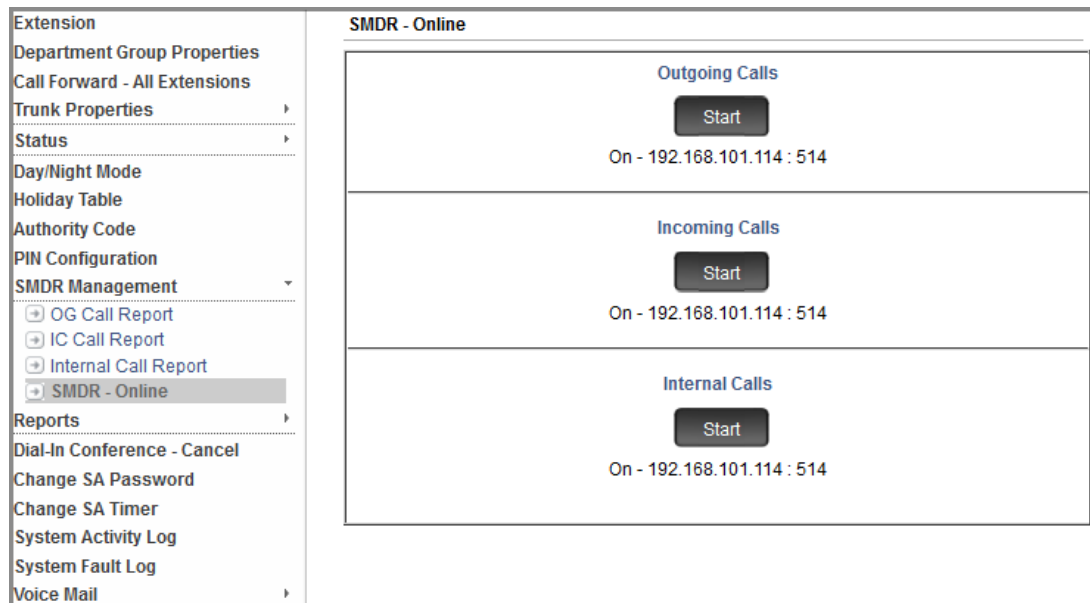 Extension
Department Group Properties
Call Forward - All Extensions
Trunk Properties
Status
Day/Night Mode
Holiday Table
Authority Code
PIN Configuration
SMDR Management
OG Call Report
IC Call Report
Internal Call Report
SMDR - Online
Reports
Dial-In Conference - Cancel
Change SA Password
Change SA Timer
System Activity Log
System Fault Log
Voice Mail
SMDR - Online
Outgoing Calls
Start
On - 192.168.101.114 : 514
Incoming Calls
Start
On - 192.168.101.114 : 514
Internal Calls
Start
On - 192.168.101.114 : 514